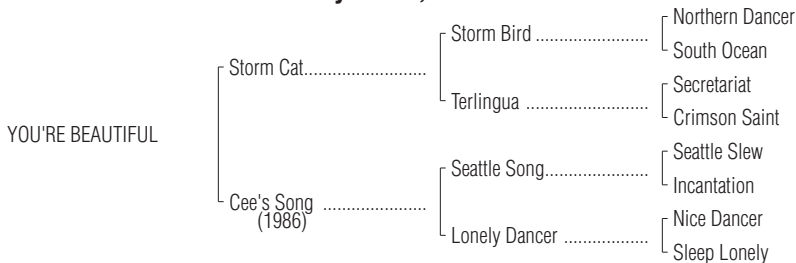 Northern Dancer
Storm Bird ........................
South Ocean
Storm Cat..........................
Secretariat
Terlingua ..........................
Crimson Saint
YOU'RE BEAUTIFUL
Seattle Slew
Seattle Song......................
Incantation
Cee's Song ......................
(1986)
Nice Dancer
Lonely Dancer ..................
Sleep Lonely